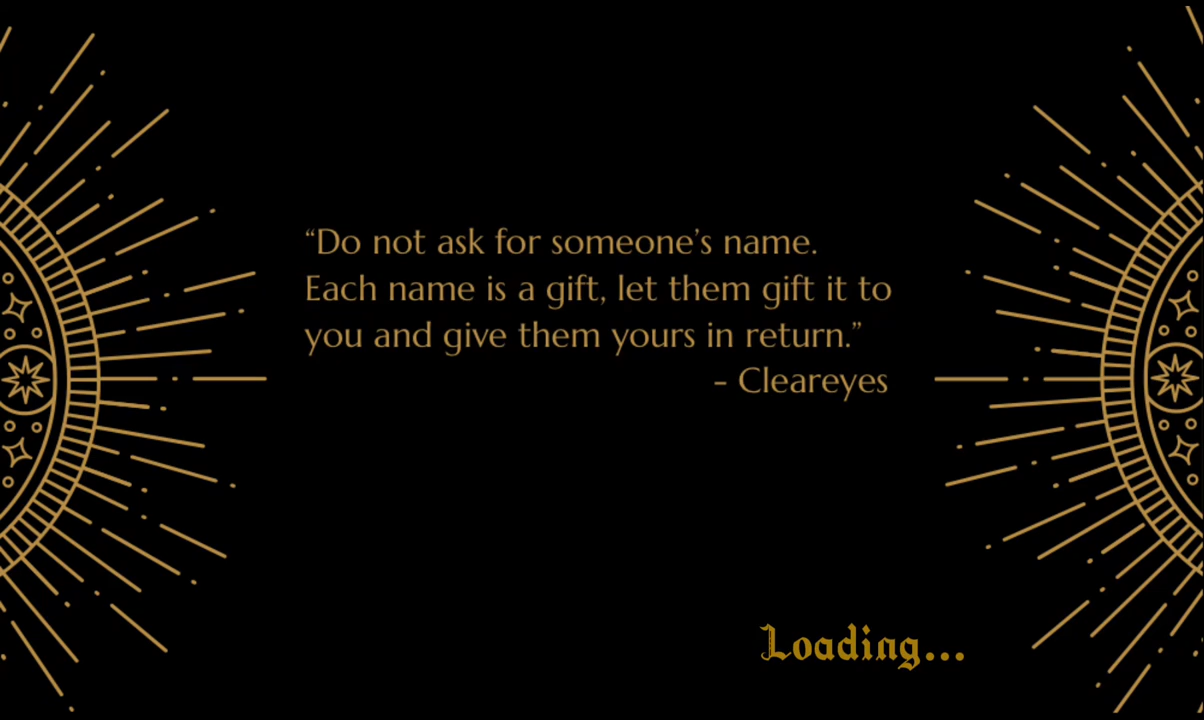 “Do not ask for someone’s name.
Each name is a gift, let them gift it to
you and give them yours in return.”
- Cleareyes
Loading...